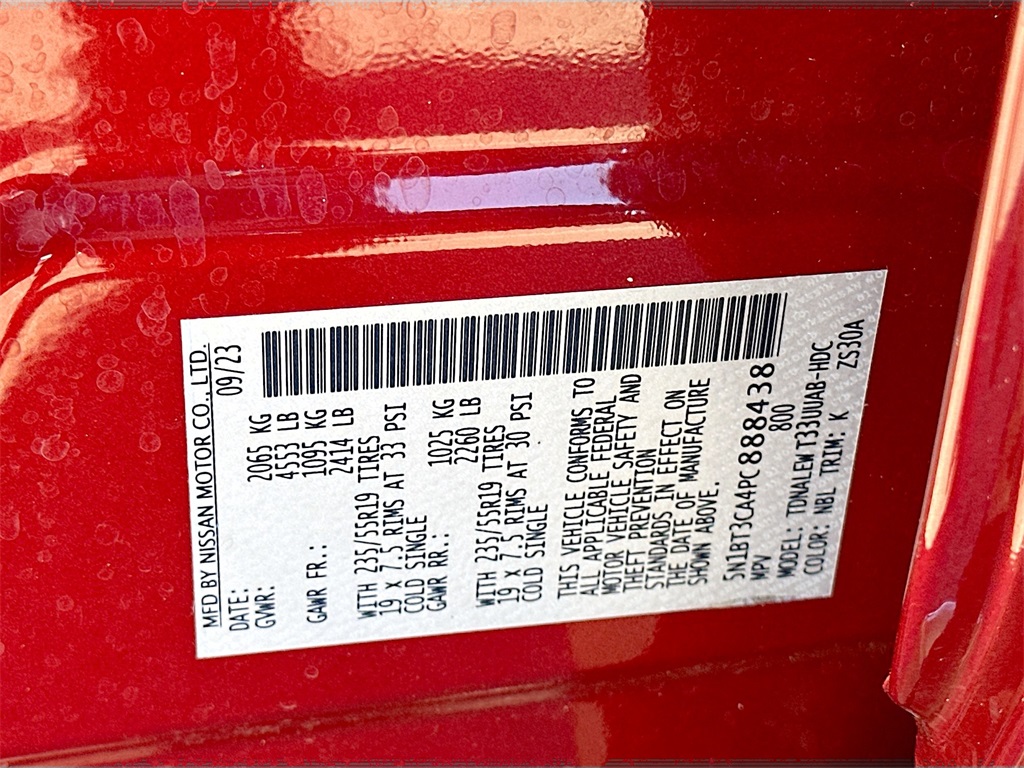 MFD BY NISSAN MOTOR CO., LTD.
DATE: 09/23
GVWR: 2065 KG
4553 LB
GAWR FR.: 1095 KG
2414 LB
WITH 235/55R19 TIRES
19 X 7.5 RIMS AT 33 PSI
COLD SINGLE
GAWR RR.: 1025 KG
2260 LB
WITH 235/55R19 TIRES
19 X 7.5 RIMS AT 30 PSI
COLD SINGLE
THIS VEHICLE CONFORMS TO
ALL APPLICABLE FEDERAL
MOTOR VEHICLE SAFETY AND
THEFT PREVENTION
STANDARDS IN EFFECT ON
THE DATE OF MANUFACTURE
SHOWN ABOVE.
5N1BT3CA4PC888438
MPV 800
MODEL: TDNALEWT33UUAB-HDC
COLOR: NBL TRIM: K ZS30A